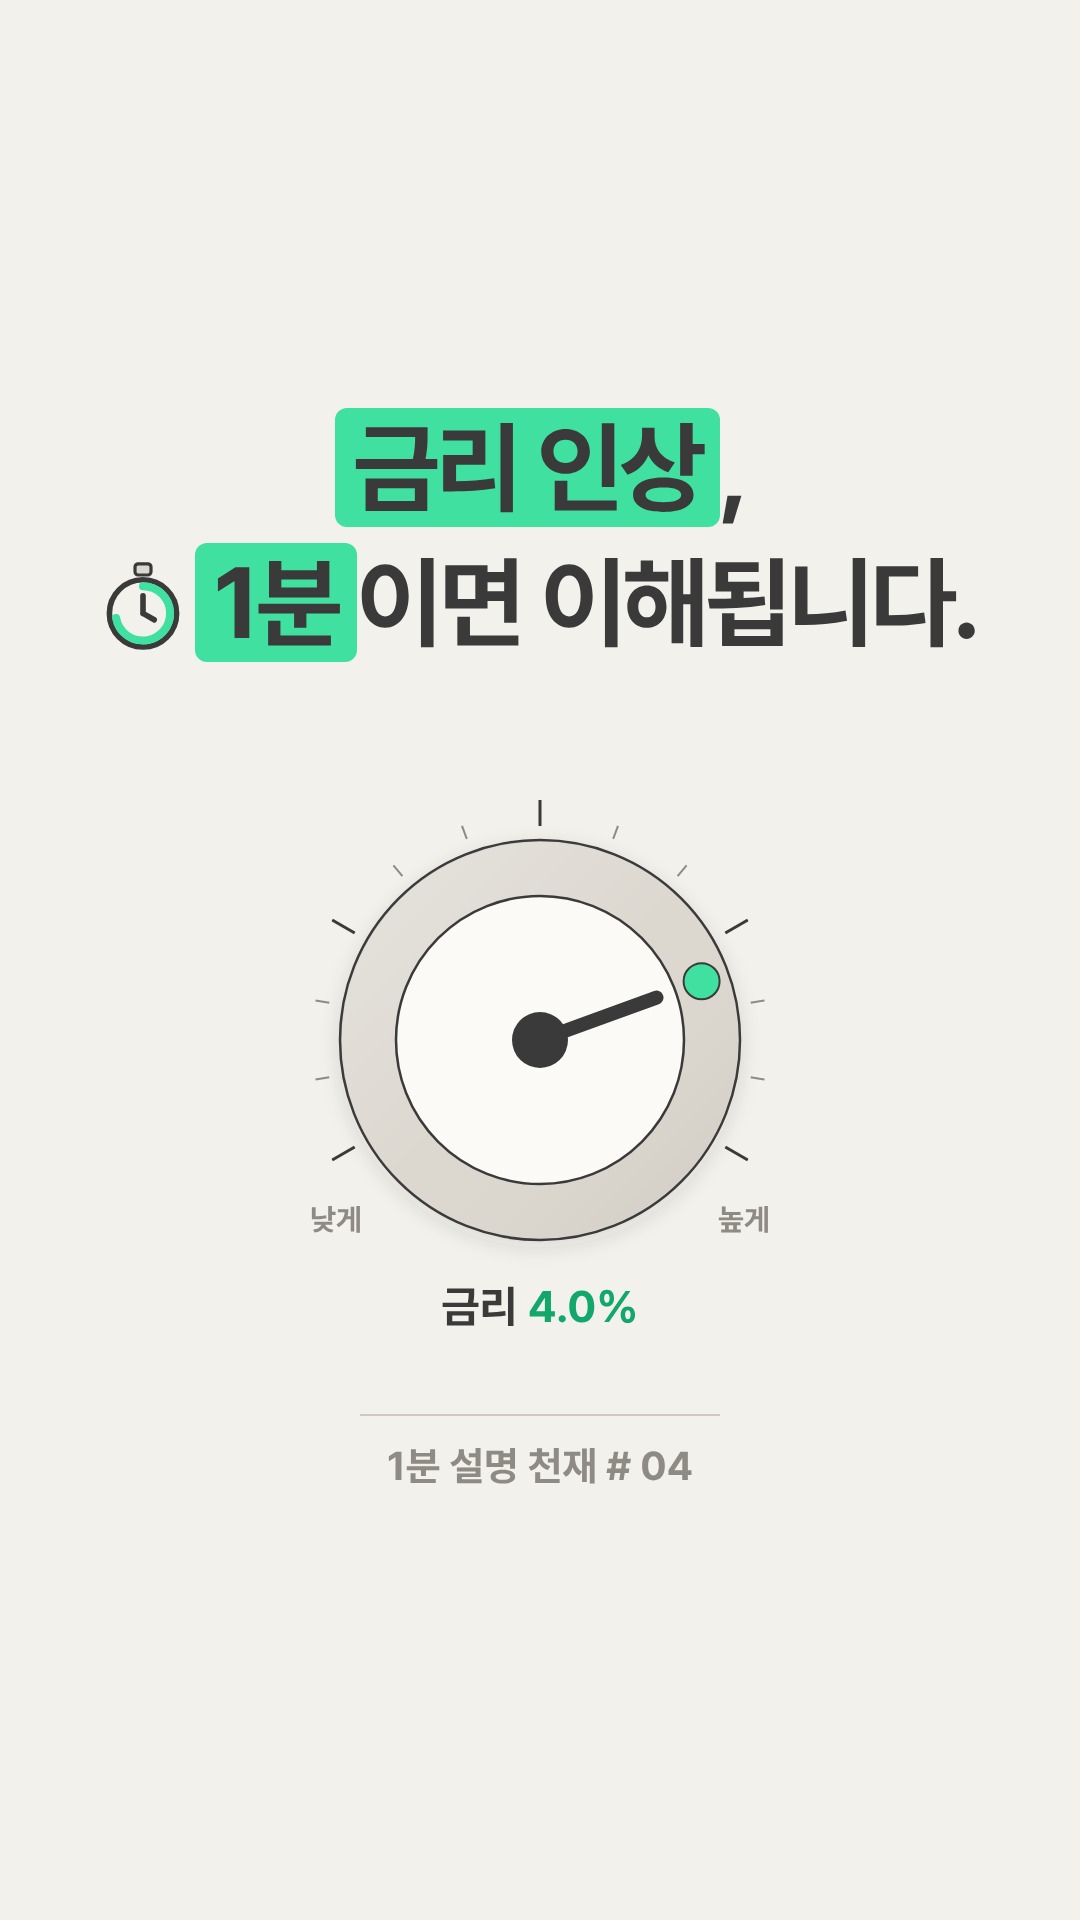 금리 인상,
1분이면 이해됩니다.
낮게
높게
금리 4.0%
1분 설명 천재 # 04